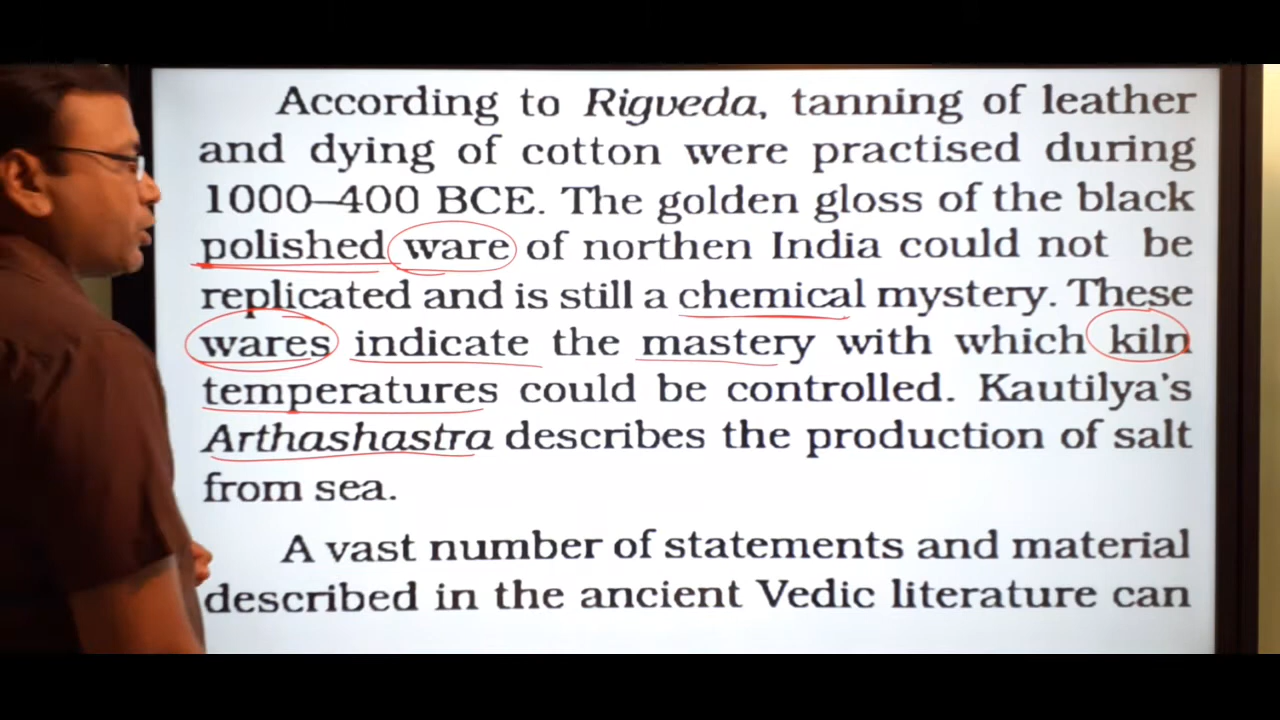 According to Rigveda, tanning of leather
and dying of cotton were practised during
1000–400 BCE. The golden gloss of the black
polished ware of northen India could not be
replicated and is still a chemical mystery. These
wares indicate the mastery with which kiln
temperatures could be controlled. Kautilya's
Arthashastra describes the production of salt
from sea.
A vast number of statements and material
described in the ancient Vedic literature can